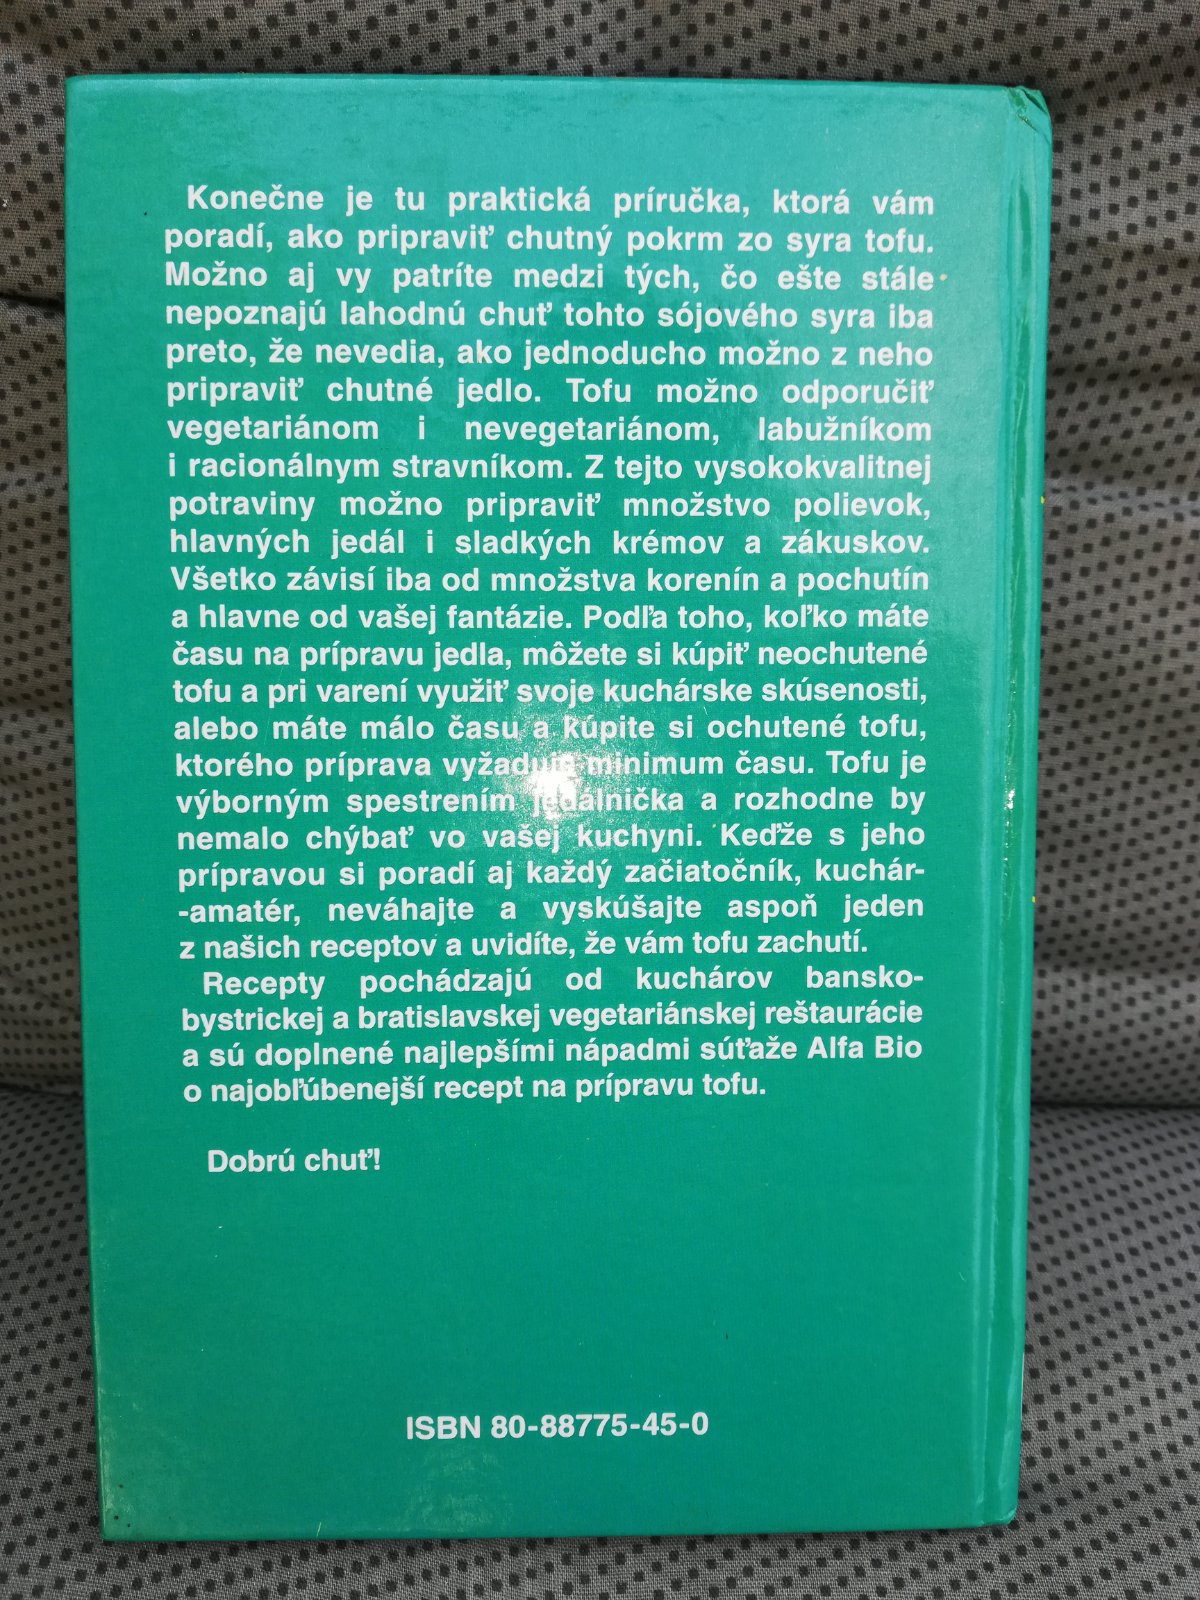 Konečne je tu praktická príručka, ktorá vám
poradí, ako pripraviť chutný pokrm zo syra tofu.
Možno aj vy patríte medzi tých, čo ešte stále
nepoznajú lahodnú chuť tohto sójového syra iba
preto, že nevedia, ako jednoducho možno z neho
pripraviť chutné jedlo. Tofu možno odporučiť
vegetariánom i nevegetariánom, labužníkom
i racionálnym stravníkom. Z tejto vysokokvalitnej
potraviny možno pripraviť množstvo polievok,
hlavných jedál i sladkých krémov a zákuskov.
Všetko závisí iba od množstva korenín a pochutín
a hlavne od vašej fantázie. Podľa toho, koľko máte
času na prípravu jedla, môžete si kúpiť neochutené
tofu a pri varení využiť svoje kuchárske skúsenosti,
alebo máte málo času a kúpite si ochutené tofu,
ktorého príprava vyžaduje minimum času. Tofu je
výborným spestrením jedálnička a rozhodne by
nemalo chýbať vo vašej kuchyni. Keďže s jeho
prípravou si poradí aj každý začiatočník, kuchár-
-amatér, neváhajte a vyskúšajte aspoň jeden
z našich receptov a uvidíte, že vám tofu zachutí.
Recepty pochádzajú od kuchárov bansko-
bystrickej a bratislavskej vegetariánskej reštaurácie
a sú doplnené najlepšími nápadmi súťaže Alfa Bio
o najobľúbenejší recept na prípravu tofu.
Dobrú chuť!
ISBN 80-88775-45-0